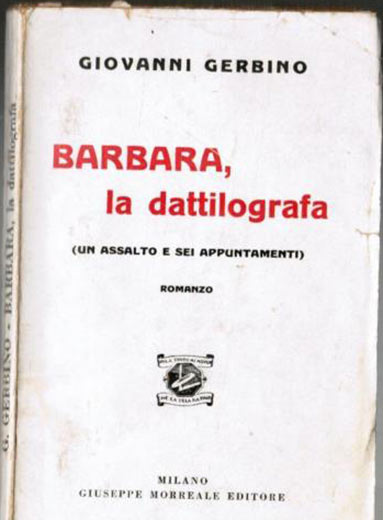 GIOVANNI GERBINO
BARBARA,
la dattilografa
(UN ASSALTO E SEI APPUNTAMENTI)
ROMANZO
MILANO
GIUSEPPE MORREALE EDITORE
G. GERBINO - BARBARA, la dattilografa